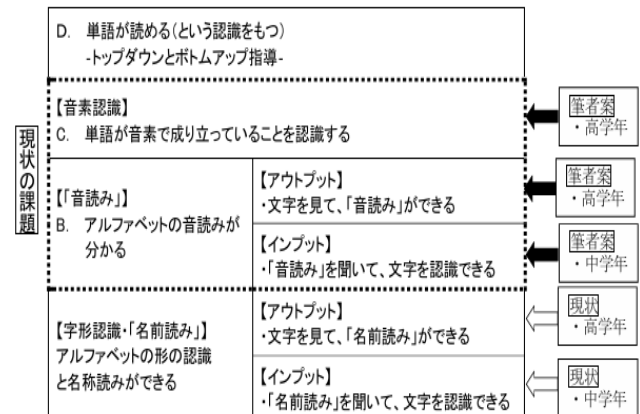 D. 単語が読める(という認識をもつ)
-トップダウンとボトムアップ指導-
現状の課題
【音素認識】
C. 単語が音素で成り立っていることを認識する
筆者案
・高学年
【「音読み」】
B. アルファベットの音読みが
分かる
【アウトプット】
・文字を見て、「音読み」ができる
筆者案
・高学年
【インプット】
・「音読み」を聞いて、文字を認識できる
筆者案
・中学年
【字形認識・「名前読み」】
アルファベットの形の認識
と名称読みができる
【アウトプット】
・文字を見て、「名前読み」ができる
現状
・高学年
【インプット】
・「名前読み」を聞いて、文字を認識できる
現状
・中学年